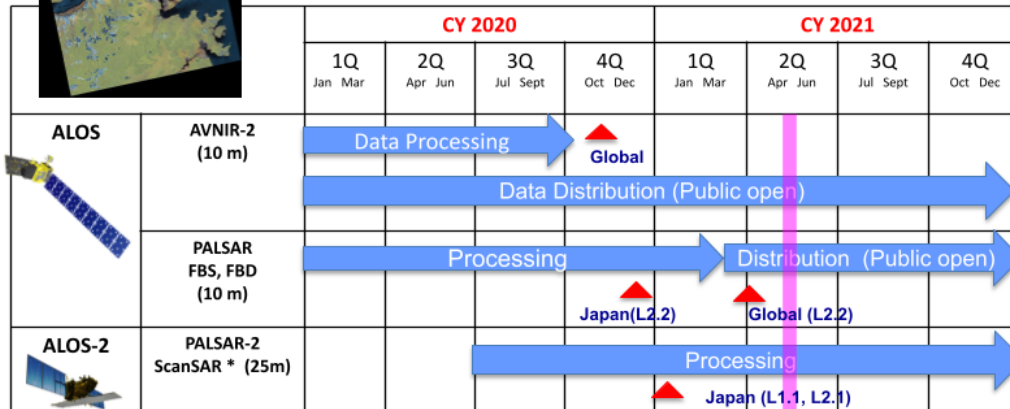 CY 2020 CY 2021
1Q 2Q 3Q 4Q 1Q 2Q 3Q 4Q
Jan Mar Apr Jun Jul Sept Oct Dec Jan Mar Apr Jun Jul Sept Oct Dec
ALOS
AVNIR-2
(10 m)
Data Processing
Global
Data Distribution (Public open)
PALSAR
FBS, FBD
(10 m)
Processing
Distribution (Public open)
Japan(L2.2)
Global (L2.2)
ALOS-2
PALSAR-2
ScanSAR * (25m)
Processing
Japan (L1.1, L2.1)